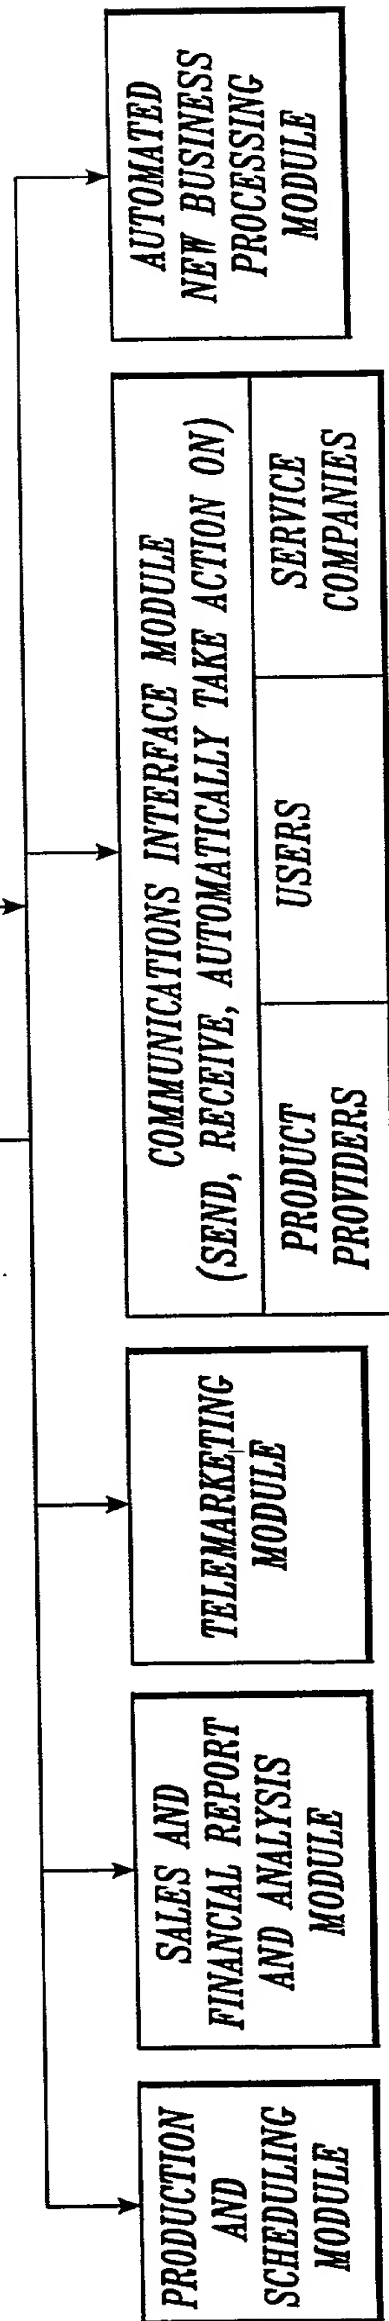 PRODUCTION
AND
SCHEDULING
MODULE
SALES AND
FINANCIAL REPORT
AND ANALYSIS
MODULE
TELEMARKETING
MODULE
COMMUNICATIONS INTERFACE MODULE
(SEND, RECEIVE, AUTOMATICALLY TAKE ACTION ON)
PRODUCT
PROVIDERS
USERS
SERVICE
COMPANIES
AUTOMATED
NEW BUSINESS
PROCESSING
MODULE